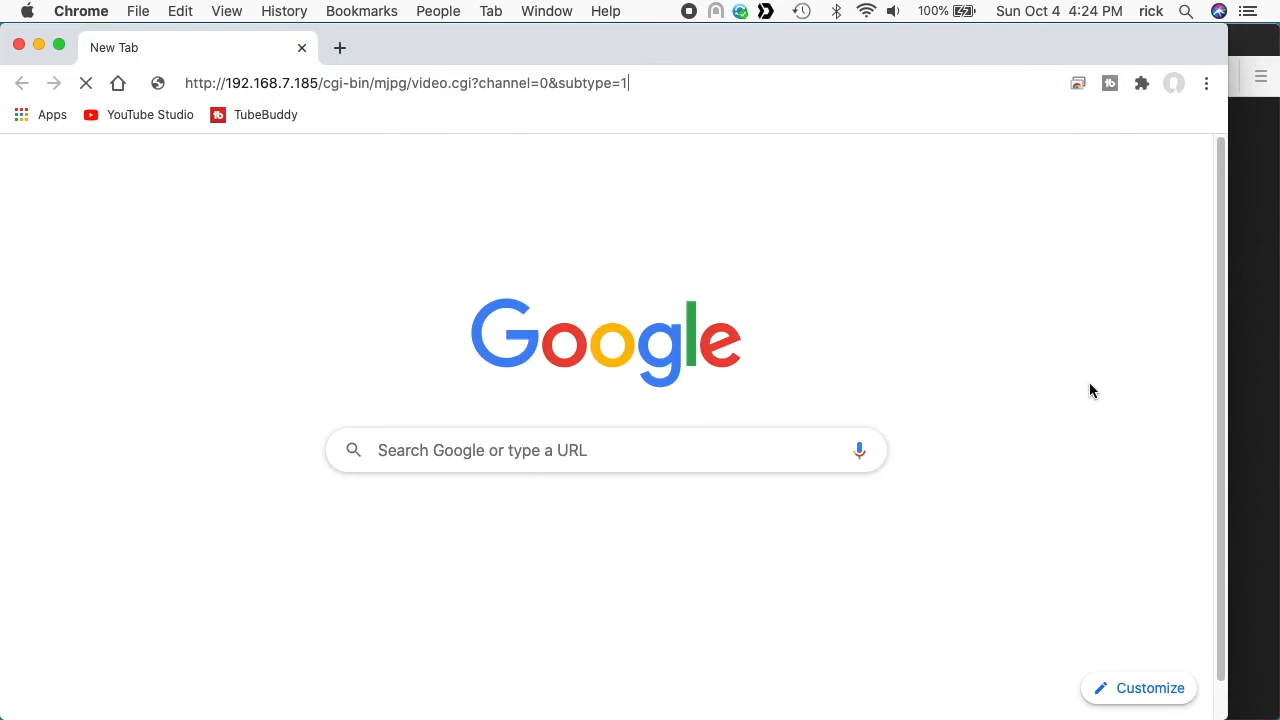 Chrome File Edit View History Bookmarks People Tab Window Help 100% Sun Oct 4 4:24 PM rick
New Tab
http://192.168.7.185/cgi-bin/mjpg/video.cgi?channel=0&subtype=1
tb
Apps YouTube Studio tb TubeBuddy
Google
Search Google or type a URL
Customize